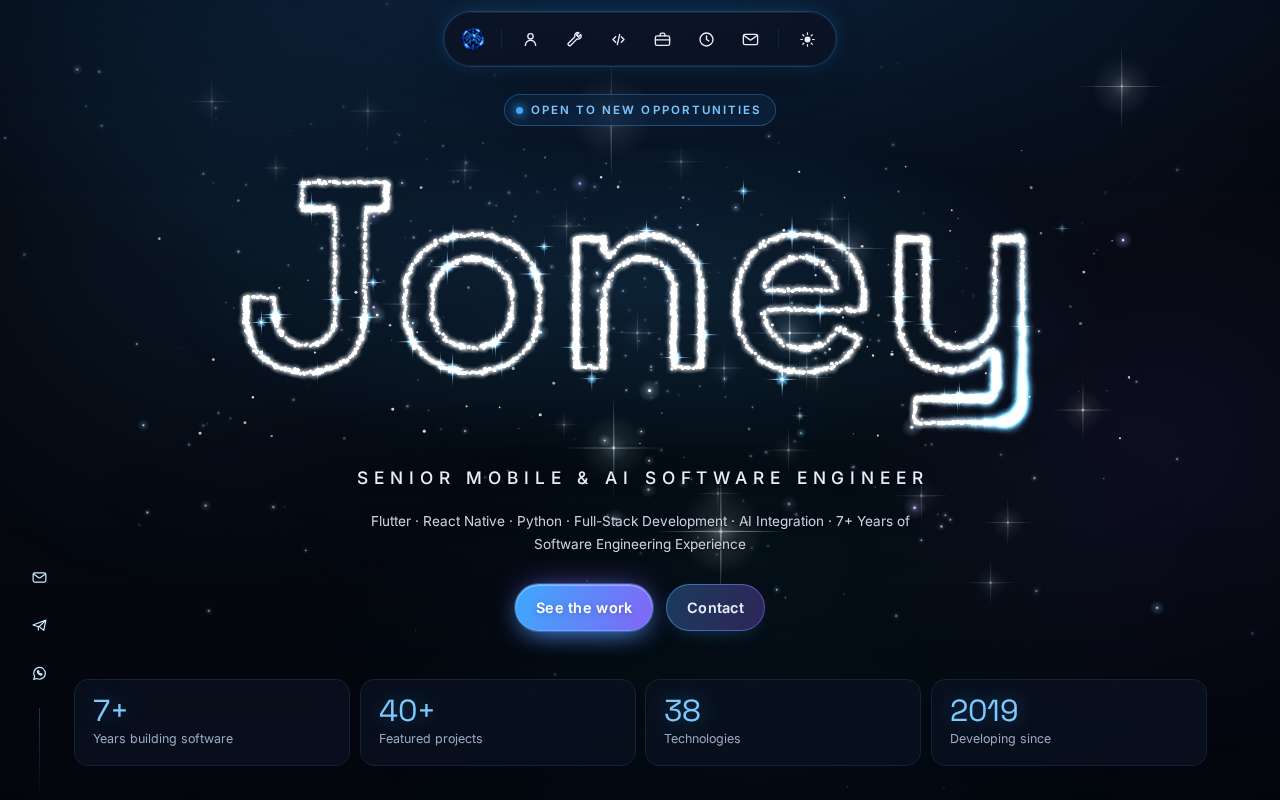 OPEN TO NEW OPPORTUNITIES
Joney
SENIOR MOBILE & AI SOFTWARE ENGINEER
Flutter · React Native · Python · Full-Stack Development · AI Integration · 7+ Years of
Software Engineering Experience
See the work
Contact
7+
Years building software
40+
Featured projects
38
Technologies
2019
Developing since